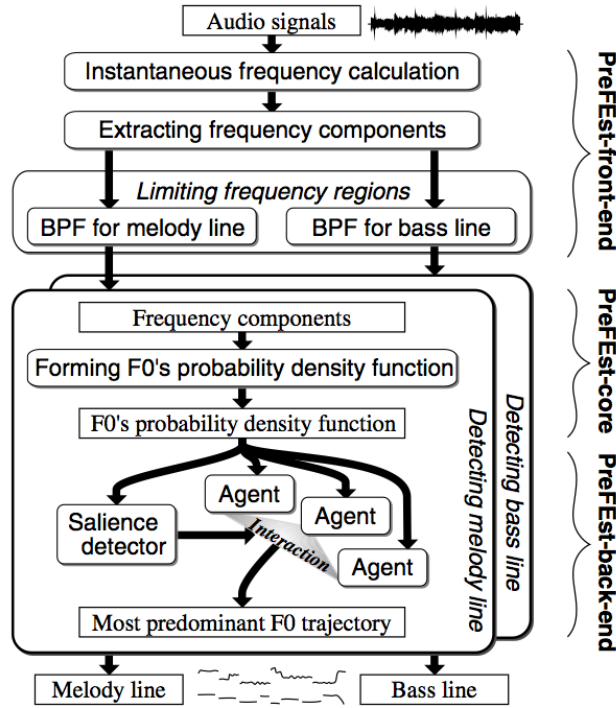 Audio signals
Instantaneous frequency calculation
Extracting frequency components
Limiting frequency regions
BPF for melody line
BPF for bass line
PreFEst-front-end
Frequency components
Forming F0's probability density function
F0's probability density function
PreFEst-core
Salience
detector
Agent
Agent
Agent
Interaction
Most predominant F0 trajectory
Detecting melody line
Detecting bass line
PreFEst-back-end
Melody line
Bass line